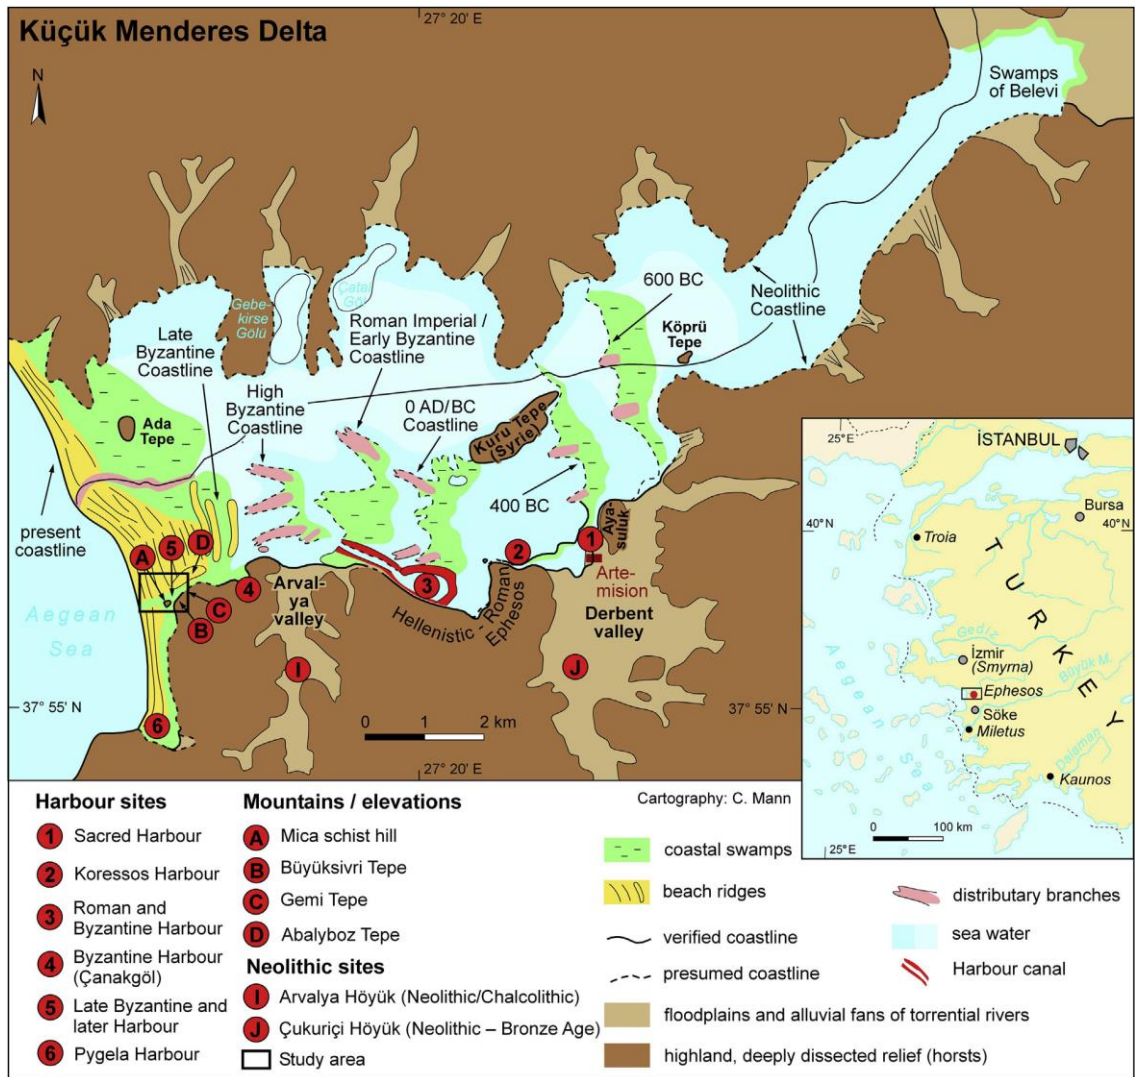 Küçük Menderes Delta
27° 20' E
N
Swamps
of Belevi
600 BC
Neolithic
Coastline
Köprü
Tepe
Gebe-
kirse
Gölü
Çatal
Göl
Roman Imperial /
Early Byzantine
Coastline
Late
Byzantine
Coastline
High
Byzantine
Coastline
0 AD/BC
Coastline
Kuru Tepe
(Syrie)
Ada
Tepe
400 BC
present
coastline
Aya-
suluk
Arte-
mision
Derbent
valley
Arval-
ya
valley
Hellenistic - Roman
Ephesos
Aegean
Sea
A
5
D
4
C
B
6
I
3
2
1
J
37° 55' N
37° 55' N
0 1 2 km
27° 20' E
25° E
İSTANBUL
Bursa
40°N
40°N
Troia
TURKEY
Gediz
İzmir
(Smyrna)
Büyük M.
Ephesos
Söke
Miletus
Dalaman
Kaunos
Aegean Sea
0 100 km
25° E
Harbour sites
1 Sacred Harbour
2 Koressos Harbour
3 Roman and
Byzantine Harbour
4 Byzantine Harbour
(Çanakgöl)
5 Late Byzantine and
later Harbour
6 Pygela Harbour
Mountains / elevations
A Mica schist hill
B Büyüksivri Tepe
C Gemi Tepe
D Abalyboz Tepe
Neolithic sites
I Arvalya Höyük (Neolithic/Chalcolithic)
J Çukuriçi Höyük (Neolithic – Bronze Age)
Study area
Cartography: C. Mann
coastal swamps
beach ridges
verified coastline
presumed coastline
distributary branches
sea water
Harbour canal
floodplains and alluvial fans of torrential rivers
highland, deeply dissected relief (horsts)